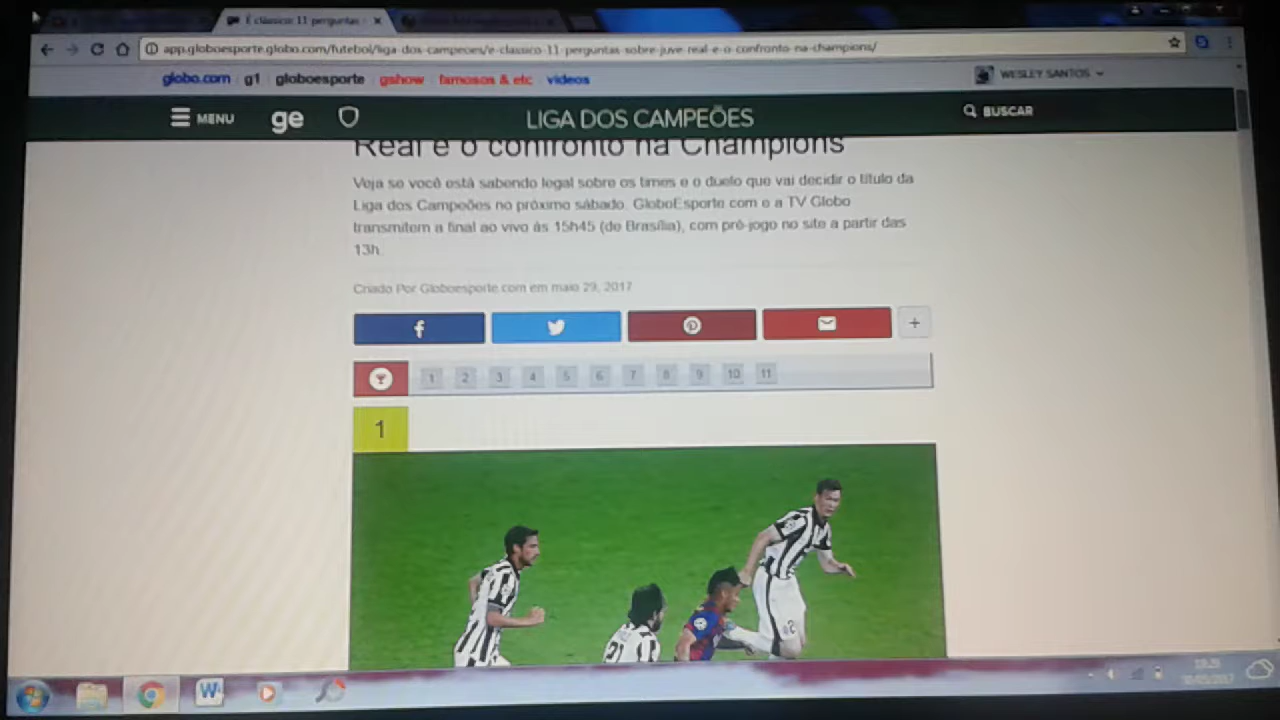 É clássico: 11 perguntas
app.globoesporte.globo.com/futebol/liga-dos-campeoes/e-classico-11-perguntas-sobre-juve-real-e-o-confronto-na-champions/
globo.com g1 globoesporte gshow famosos & etc vídeos
WESLEY SANTOS
MENU ge LIGA DOS CAMPEÕES BUSCAR
Real e o confronto na Champions
Veja se você está sabendo legal sobre os times e o duelo que vai decidir o título da
Liga dos Campeões no próximo sábado. GloboEsporte.com e a TV Globo
transmitem a final ao vivo às 15h45 (de Brasília), com pré-jogo no site a partir das
13h.
Criado Por Globoesporte.com em maio 29, 2017
+
1 2 3 4 5 6 7 8 9 10 11
1
21
W